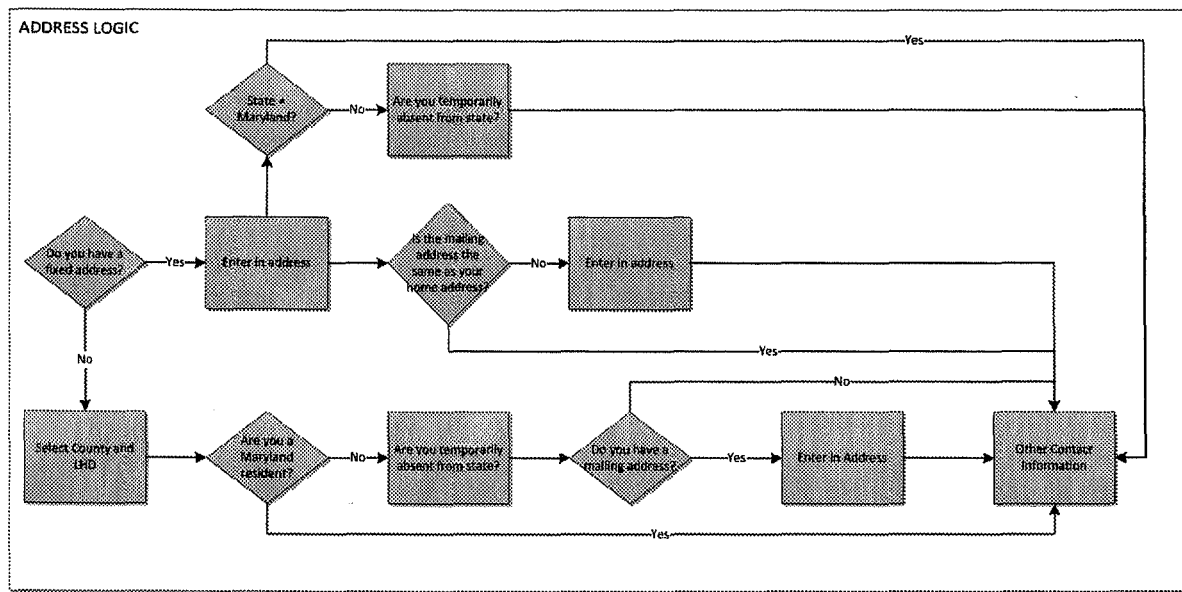 ADDRESS LOGIC
Yes
State =
Maryland?
No
Are you temporarily
absent from state?
Do you have a
fixed address?
Yes
Enter in address
Is the mailing
address the
same as your
home address?
No
Enter in address
Yes
No
No
Select County and
LHD
Are you a
Maryland
resident?
No
Are you temporarily
absent from state?
Do you have a
mailing address?
Yes
Enter in Address
Other Contact
Information
Yes